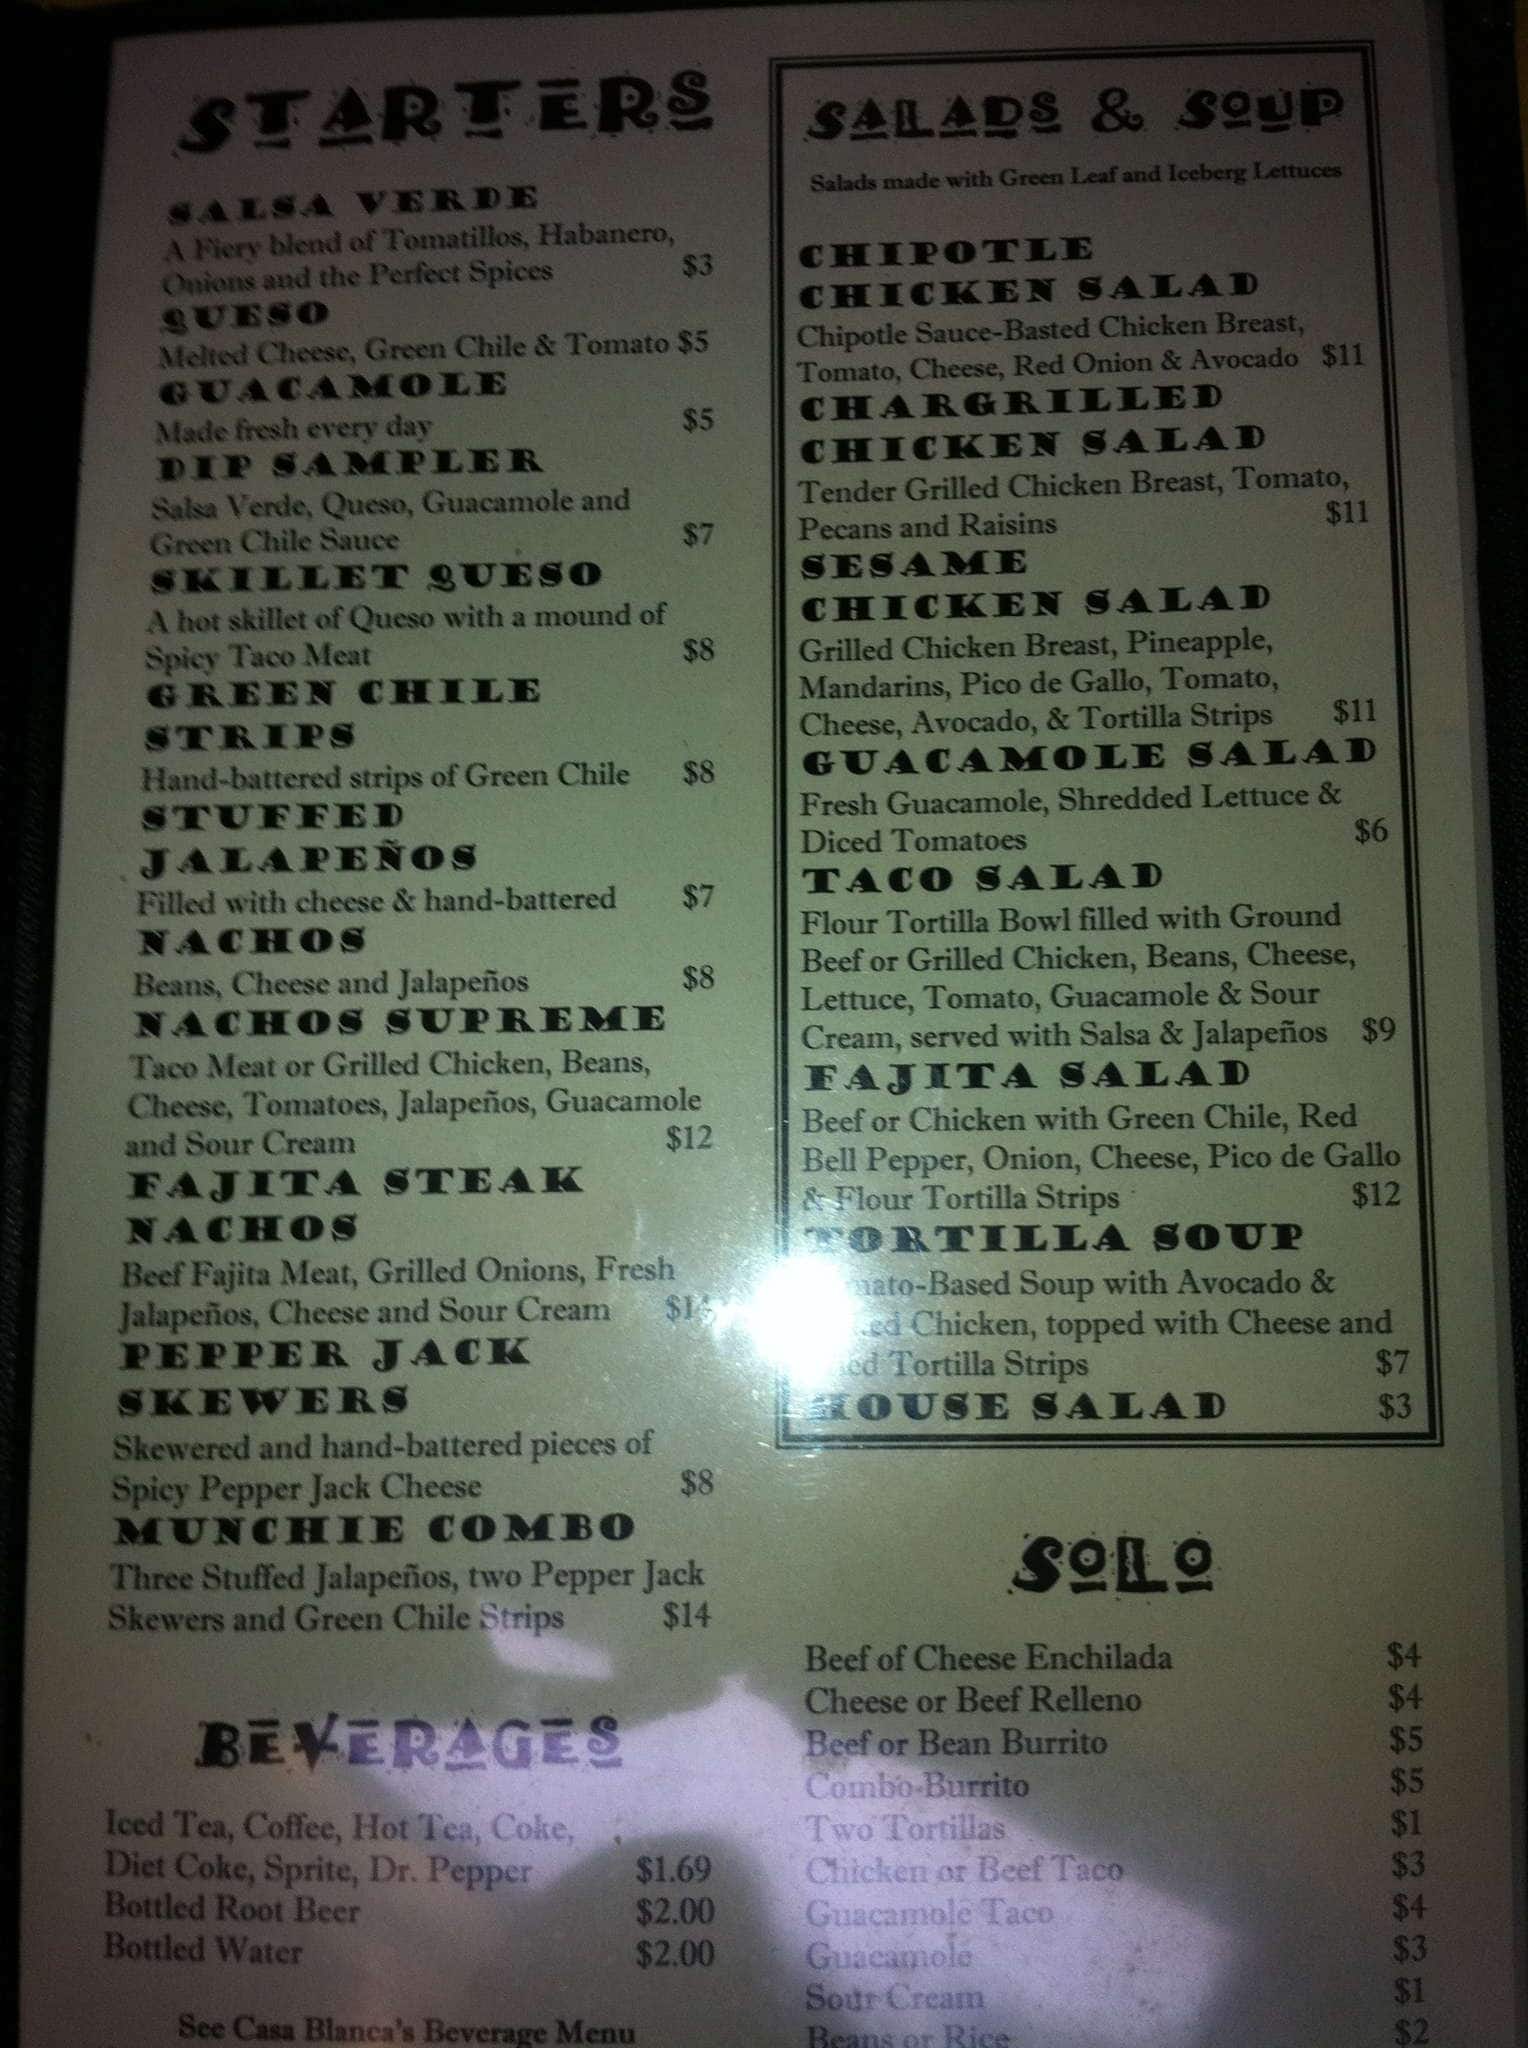 STARTERS
SALSA VERDE
A Fiery blend of Tomatillos, Habanero,
Onions and the Perfect Spices $3
QUESO
Melted Cheese, Green Chile & Tomato $5
GUACAMOLE
Made fresh every day $5
DIP SAMPLER
Salsa Verde, Queso, Guacamole and
Green Chile Sauce $7
SKILLET QUESO
A hot skillet of Queso with a mound of
Spicy Taco Meat $8
GREEN CHILE
STRIPS
Hand-battered strips of Green Chile $8
STUFFED
JALAPEÑOS
Filled with cheese & hand-battered $7
NACHOS
Beans, Cheese and Jalapeños $8
NACHOS SUPREME
Taco Meat or Grilled Chicken, Beans,
Cheese, Tomatoes, Jalapeños, Guacamole
and Sour Cream $12
FAJITA STEAK
NACHOS
Beef Fajita Meat, Grilled Onions, Fresh
Jalapeños, Cheese and Sour Cream $14
PEPPER JACK
SKEWERS
Skewered and hand-battered pieces of
Spicy Pepper Jack Cheese $8
MUNCHIE COMBO
Three Stuffed Jalapeños, two Pepper Jack
Skewers and Green Chile Strips $14
BEVERAGES
Iced Tea, Coffee, Hot Tea, Coke,
Diet Coke, Sprite, Dr. Pepper $1.69
Bottled Root Beer $2.00
Bottled Water $2.00
See Casa Blanca's Beverage Menu
SALADS & SOUP
Salads made with Green Leaf and Iceberg Lettuces
CHIPOTLE
CHICKEN SALAD
Chipotle Sauce-Basted Chicken Breast,
Tomato, Cheese, Red Onion & Avocado $11
CHARGRILLED
CHICKEN SALAD
Tender Grilled Chicken Breast, Tomato,
Pecans and Raisins $11
SESAME
CHICKEN SALAD
Grilled Chicken Breast, Pineapple,
Mandarins, Pico de Gallo, Tomato,
Cheese, Avocado, & Tortilla Strips $11
GUACAMOLE SALAD
Fresh Guacamole, Shredded Lettuce &
Diced Tomatoes $6
TACO SALAD
Flour Tortilla Bowl filled with Ground
Beef or Grilled Chicken, Beans, Cheese,
Lettuce, Tomato, Guacamole & Sour
Cream, served with Salsa & Jalapeños $9
FAJITA SALAD
Beef or Chicken with Green Chile, Red
Bell Pepper, Onion, Cheese, Pico de Gallo
& Flour Tortilla Strips $12
TORTILLA SOUP
Tomato-Based Soup with Avocado &
Chicken, topped with Cheese and
Tortilla Strips $7
HOUSE SALAD $3
SOLO
Beef of Cheese Enchilada $4
Cheese or Beef Relleno $4
Beef or Bean Burrito $5
Combo Burrito $5
Two Tortillas $1
Chicken or Beef Taco $3
Guacamole Taco $4
Guacamole $3
Sour Cream $1
Beans or Rice $2